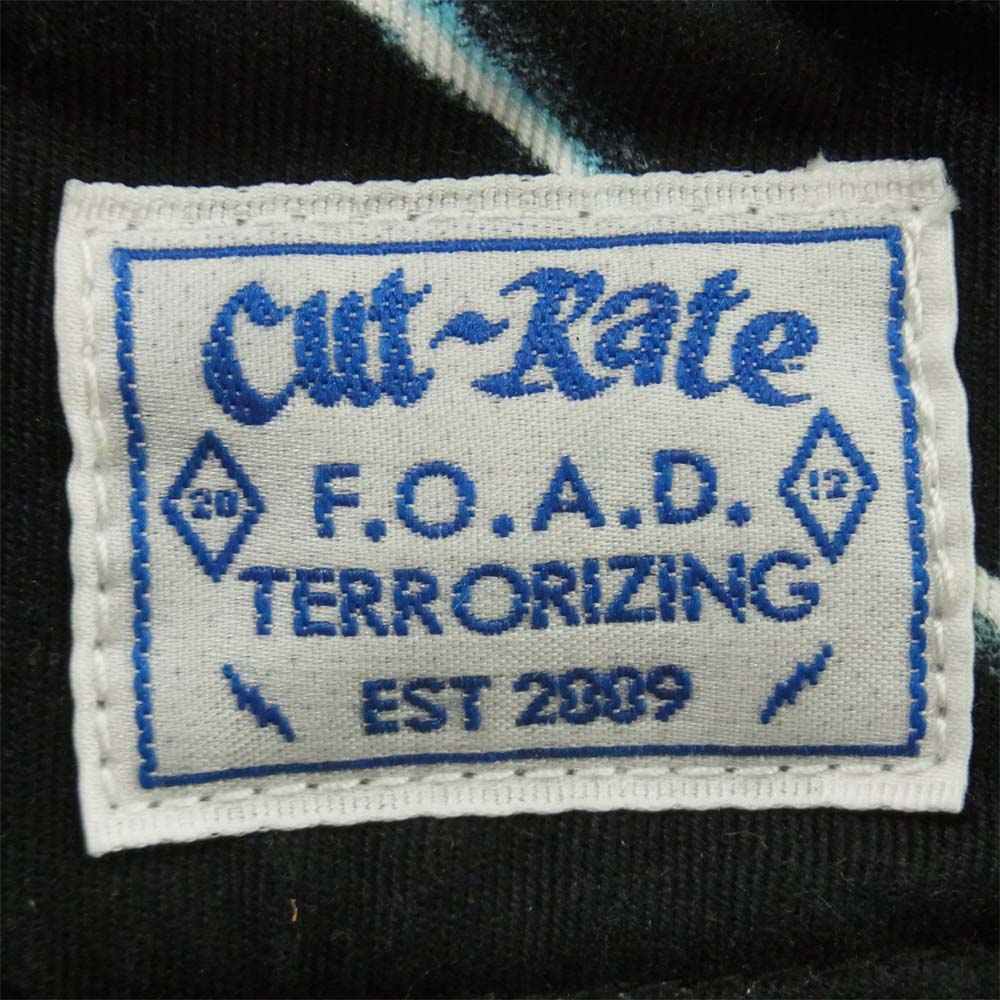 Cut-Rate
20 F.O.A.D. 12
TERRORIZING
EST 2009